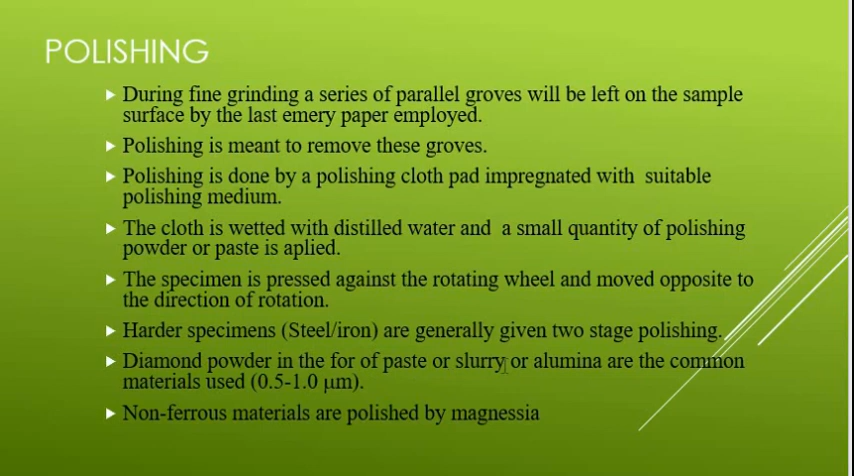 POLISHING
During fine grinding a series of parallel groves will be left on the sample
surface by the last emery paper employed.
Polishing is meant to remove these groves.
Polishing is done by a polishing cloth pad impregnated with suitable
polishing medium.
The cloth is wetted with distilled water and a small quantity of polishing
powder or paste is aplied.
The specimen is pressed against the rotating wheel and moved opposite to
the direction of rotation.
Harder specimens (Steel/iron) are generally given two stage polishing.
Diamond powder in the for of paste or slurry or alumina are the common
materials used (0.5-1.0 μm).
Non-ferrous materials are polished by magnessia